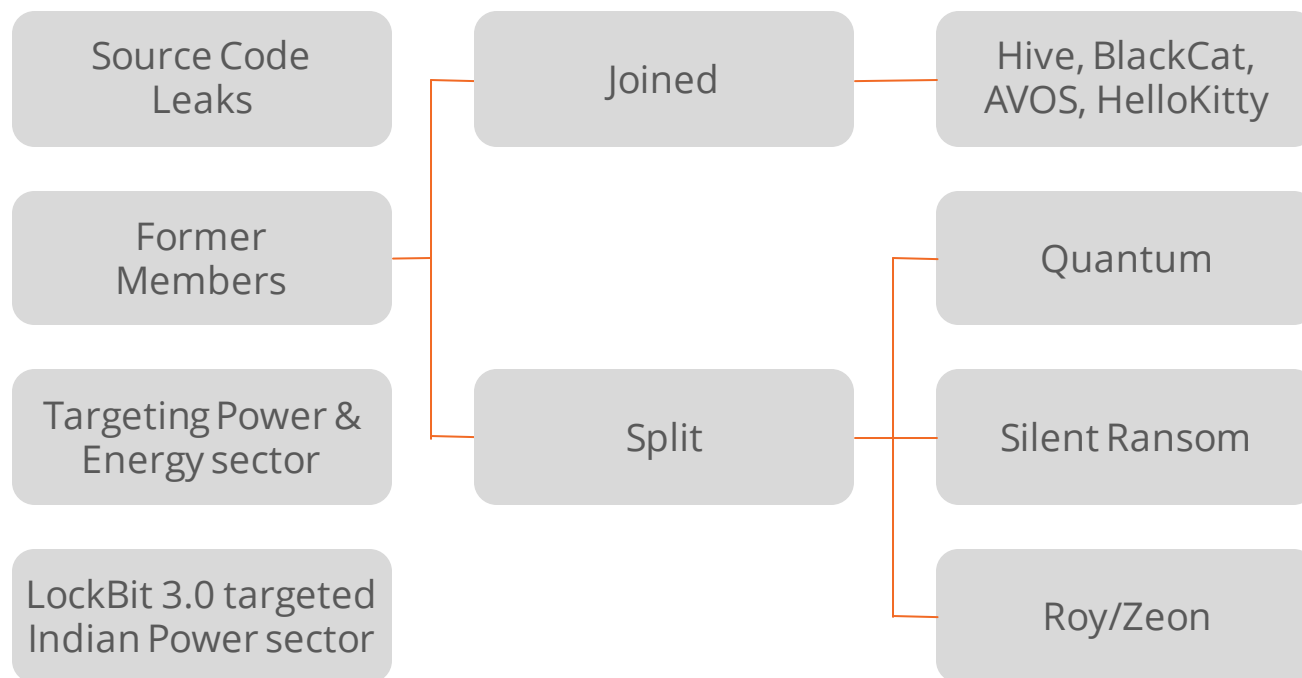 Source Code
Leaks
Joined
Hive, BlackCat,
AVOS, HelloKitty
Former
Members
Quantum
Targeting Power &
Energy sector
Split
Silent Ransom
LockBit 3.0 targeted
Indian Power sector
Roy/Zeon